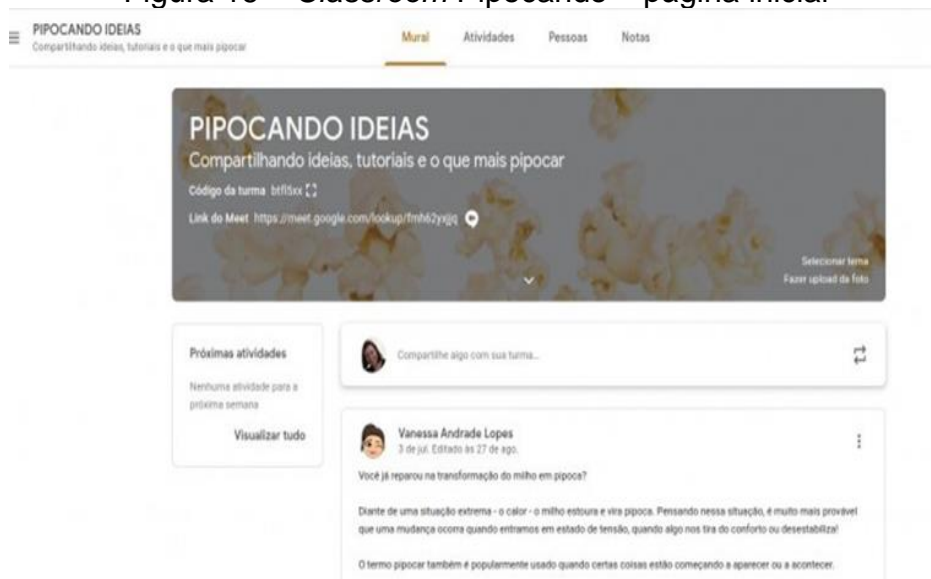 Classroom Pipocando – página inicial
PIPOCANDO IDEIAS
Compartilhando ideias, tutoriais e o que mais pipocar
Mural Atividades Pessoas Notas
PIPOCANDO IDEIAS
Compartilhando ideias, tutoriais e o que mais pipocar
Código da turma
Link do Meet
Selecionar tema
Fazer upload da foto
Próximas atividades
Nenhuma atividade para a
próxima semana
Visualizar tudo
Compartilhe algo com sua turma...
Vanessa Andrade Lopes
3 de jul. Editado às 27 de ago.
Você já reparou na transformação do milho em pipoca?
Diante de uma situação extrema - o calor - o milho estoura e vira pipoca. Pensando nessa situação, é muito mais provável
que uma mudança ocorra quando entramos em estado de tensão, quando algo nos tira do conforto ou desestabiliza!
O termo pipocar também é popularmente usado quando certas coisas estão começando a aparecer ou a acontecer.